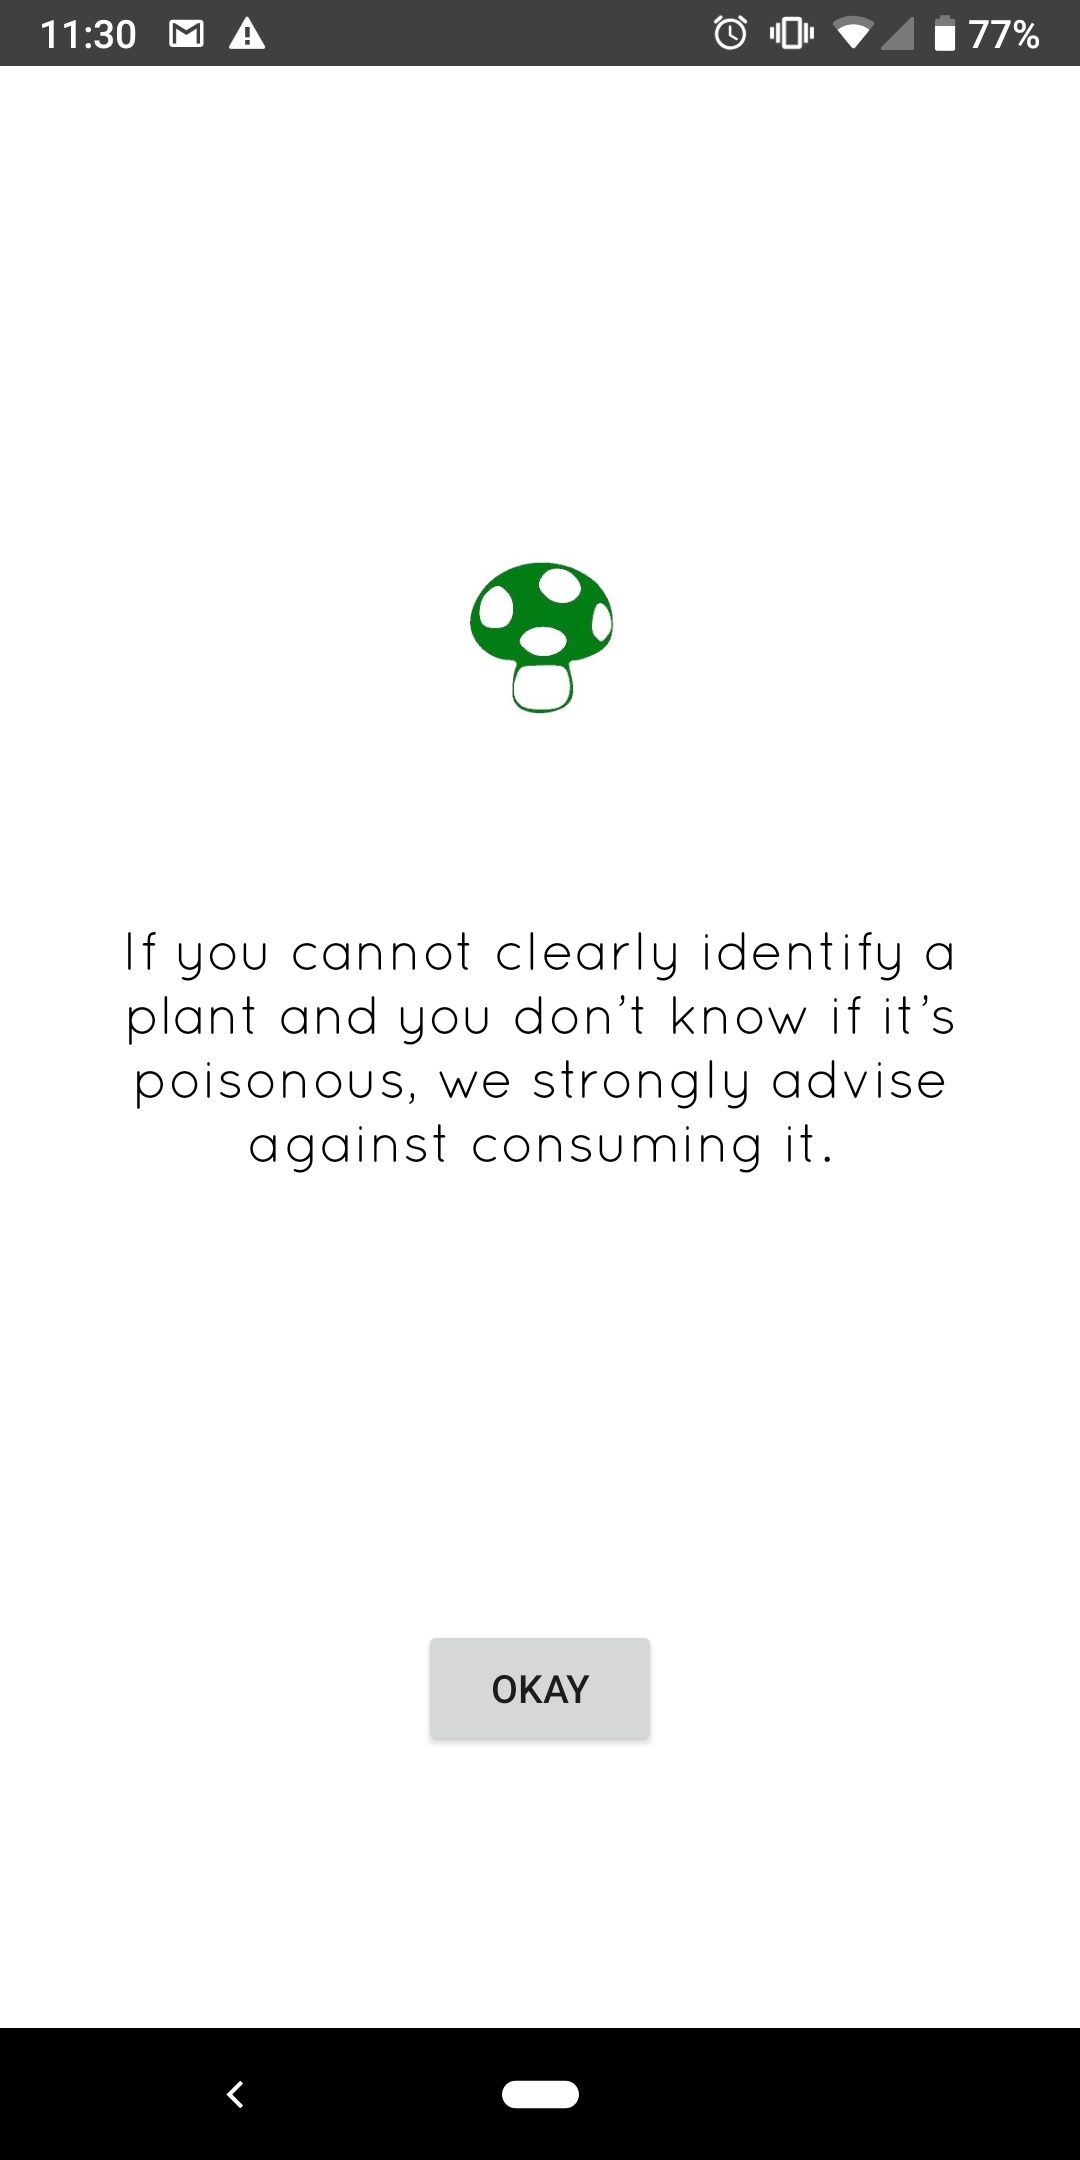 11:30 77%
If you cannot clearly identify a
plant and you don’t know if it’s
poisonous, we strongly advise
against consuming it.
OKAY